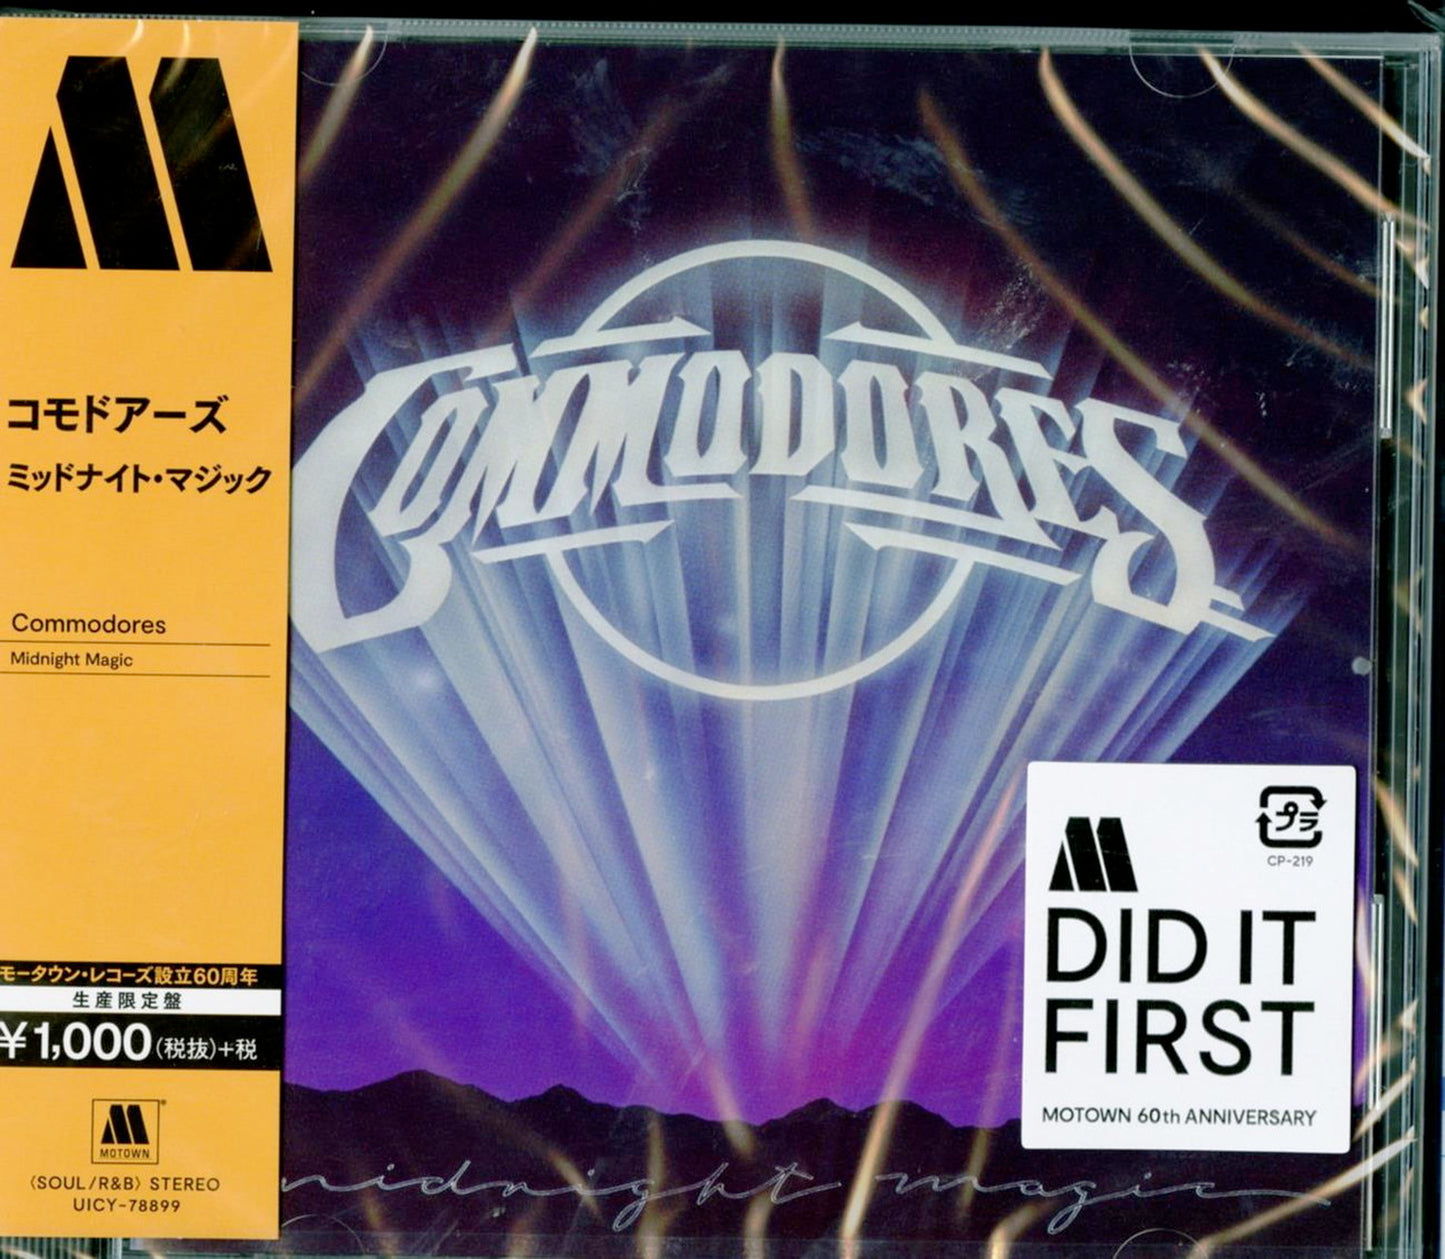 コモドアーズ
ミッドナイト・マジック
Commodores
Midnight Magic
モータウン・レコーズ設立60周年
生産限定盤
¥1,000(税抜)+税
MOTOWN®
〈SOUL/R&B〉 STEREO
UICY-78899
COMMODORES
midnight magic
プラ
CP-219
DID IT
FIRST
MOTOWN 60th ANNIVERSARY